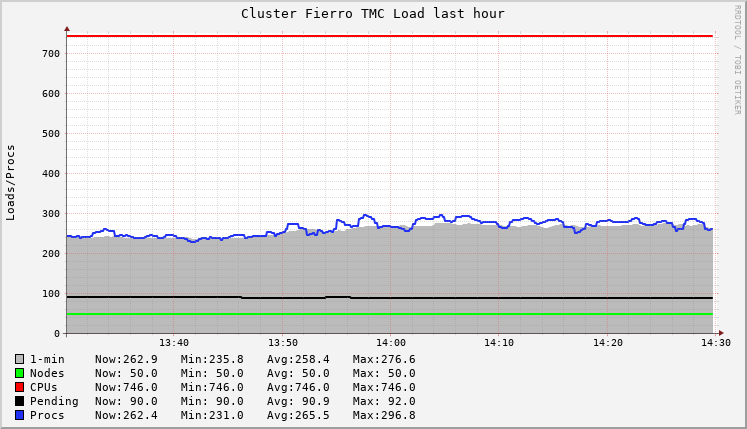 Cluster Fierro TMC Load last hour
RRDTOOL / TOBI OETIKER
Loads/Procs
700
600
500
400
300
200
100
0
13:40 13:50 14:00 14:10 14:20 14:30
1-min Now:262.9 Min:235.8 Avg:258.4 Max:276.6
Nodes Now: 50.0 Min: 50.0 Avg: 50.0 Max: 50.0
CPUs Now:746.0 Min:746.0 Avg:746.0 Max:746.0
Pending Now: 90.0 Min: 90.0 Avg: 90.9 Max: 92.0
Procs Now:262.4 Min:231.0 Avg:265.5 Max:296.8